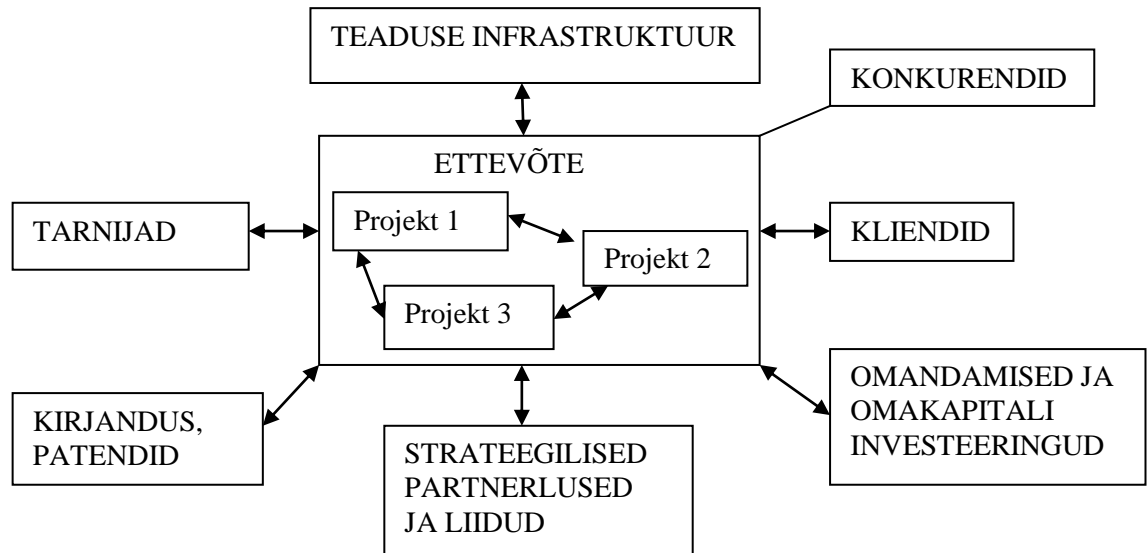 TEADUSE INFRASTRUKTUUR
KONKURENDID
ETTEVÕTE
Projekt 1
TARNIJAD
KLIENDID
Projekt 2
Projekt 3
OMANDAMISED JA
OMAKAPITALI
INVESTEERINGUD
KIRJANDUS,
PATENDID
STRATEEGILISED
PARTNERLUSED
JA LIIDUD